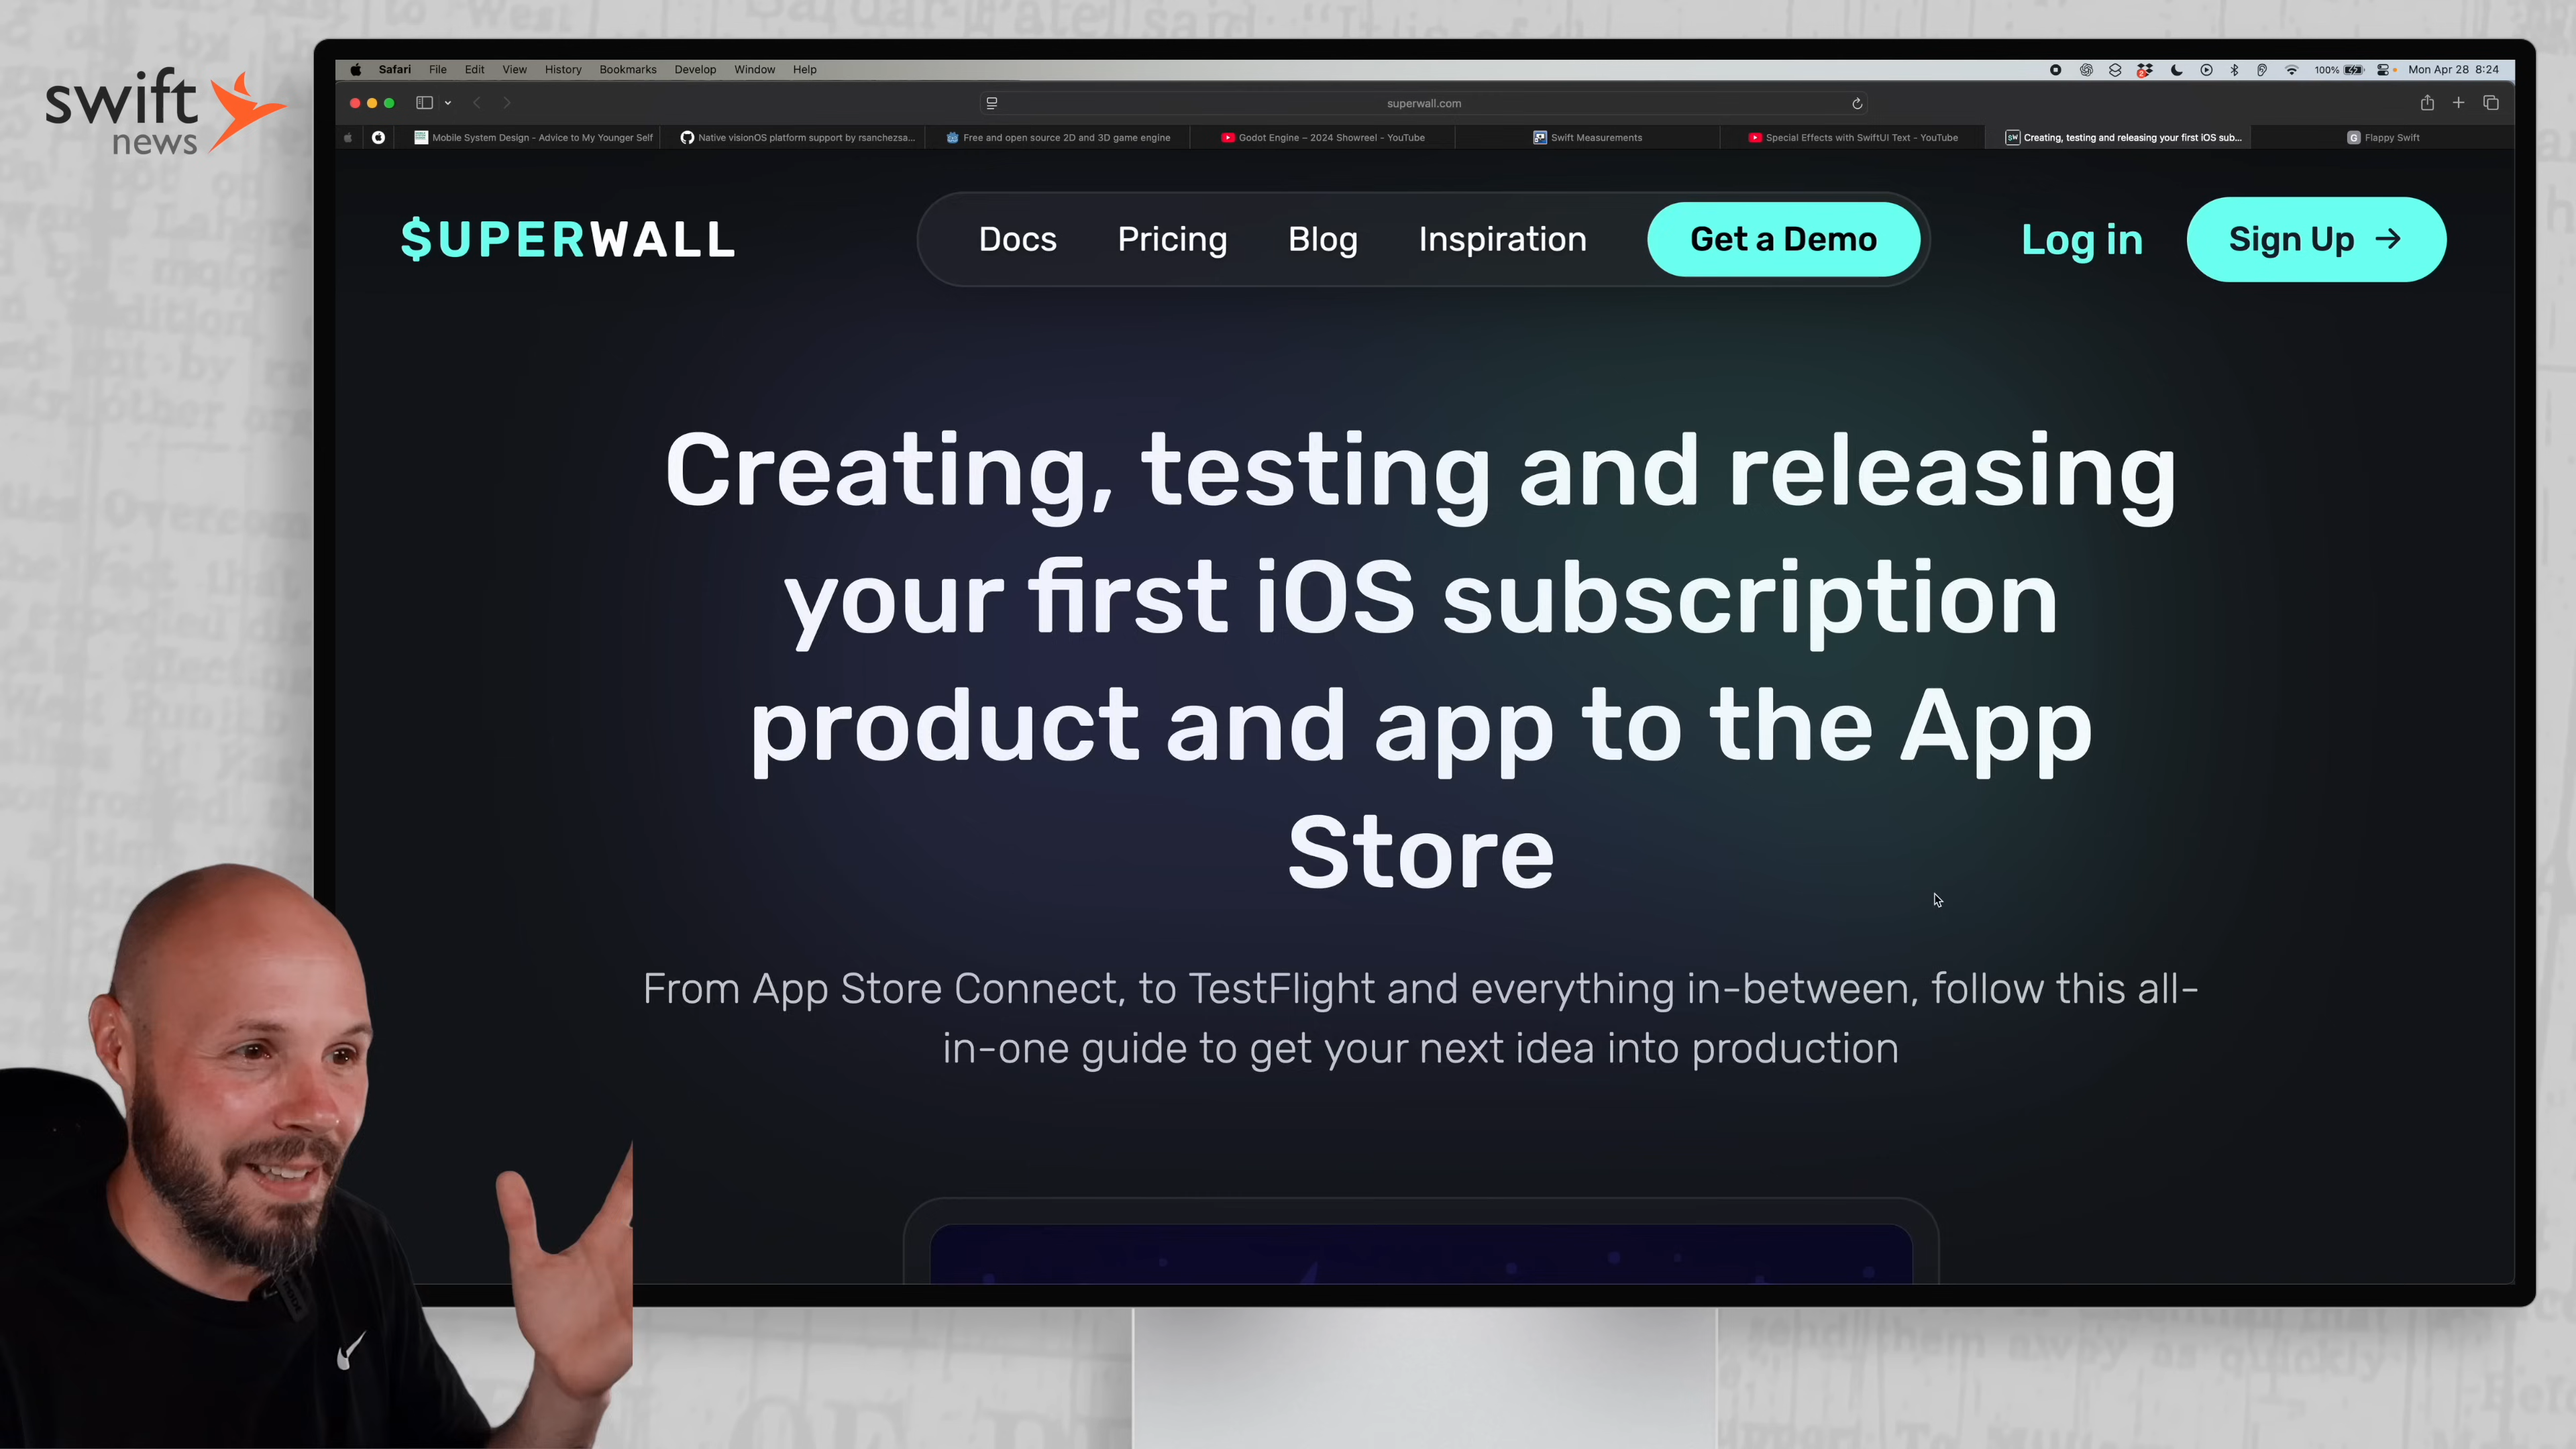 swift
news
Safari File Edit View History Bookmarks Develop Window Help
100% Mon Apr 28 8:24
superwall.com
Mobile System Design - Advice to My Younger Self
Native visionOS platform support by rsanchezsa...
Free and open source 2D and 3D game engine
Godot Engine – 2024 Showreel - YouTube
Swift Measurements
Special Effects with SwiftUI Text - YouTube
Creating, testing and releasing your first iOS sub...
G Flappy Swift
$UPERWALL
Docs Pricing Blog Inspiration Get a Demo
Log in
Sign Up →
Creating, testing and releasing
your first iOS subscription
product and app to the App
Store
From App Store Connect, to TestFlight and everything in-between, follow this all-
in-one guide to get your next idea into production